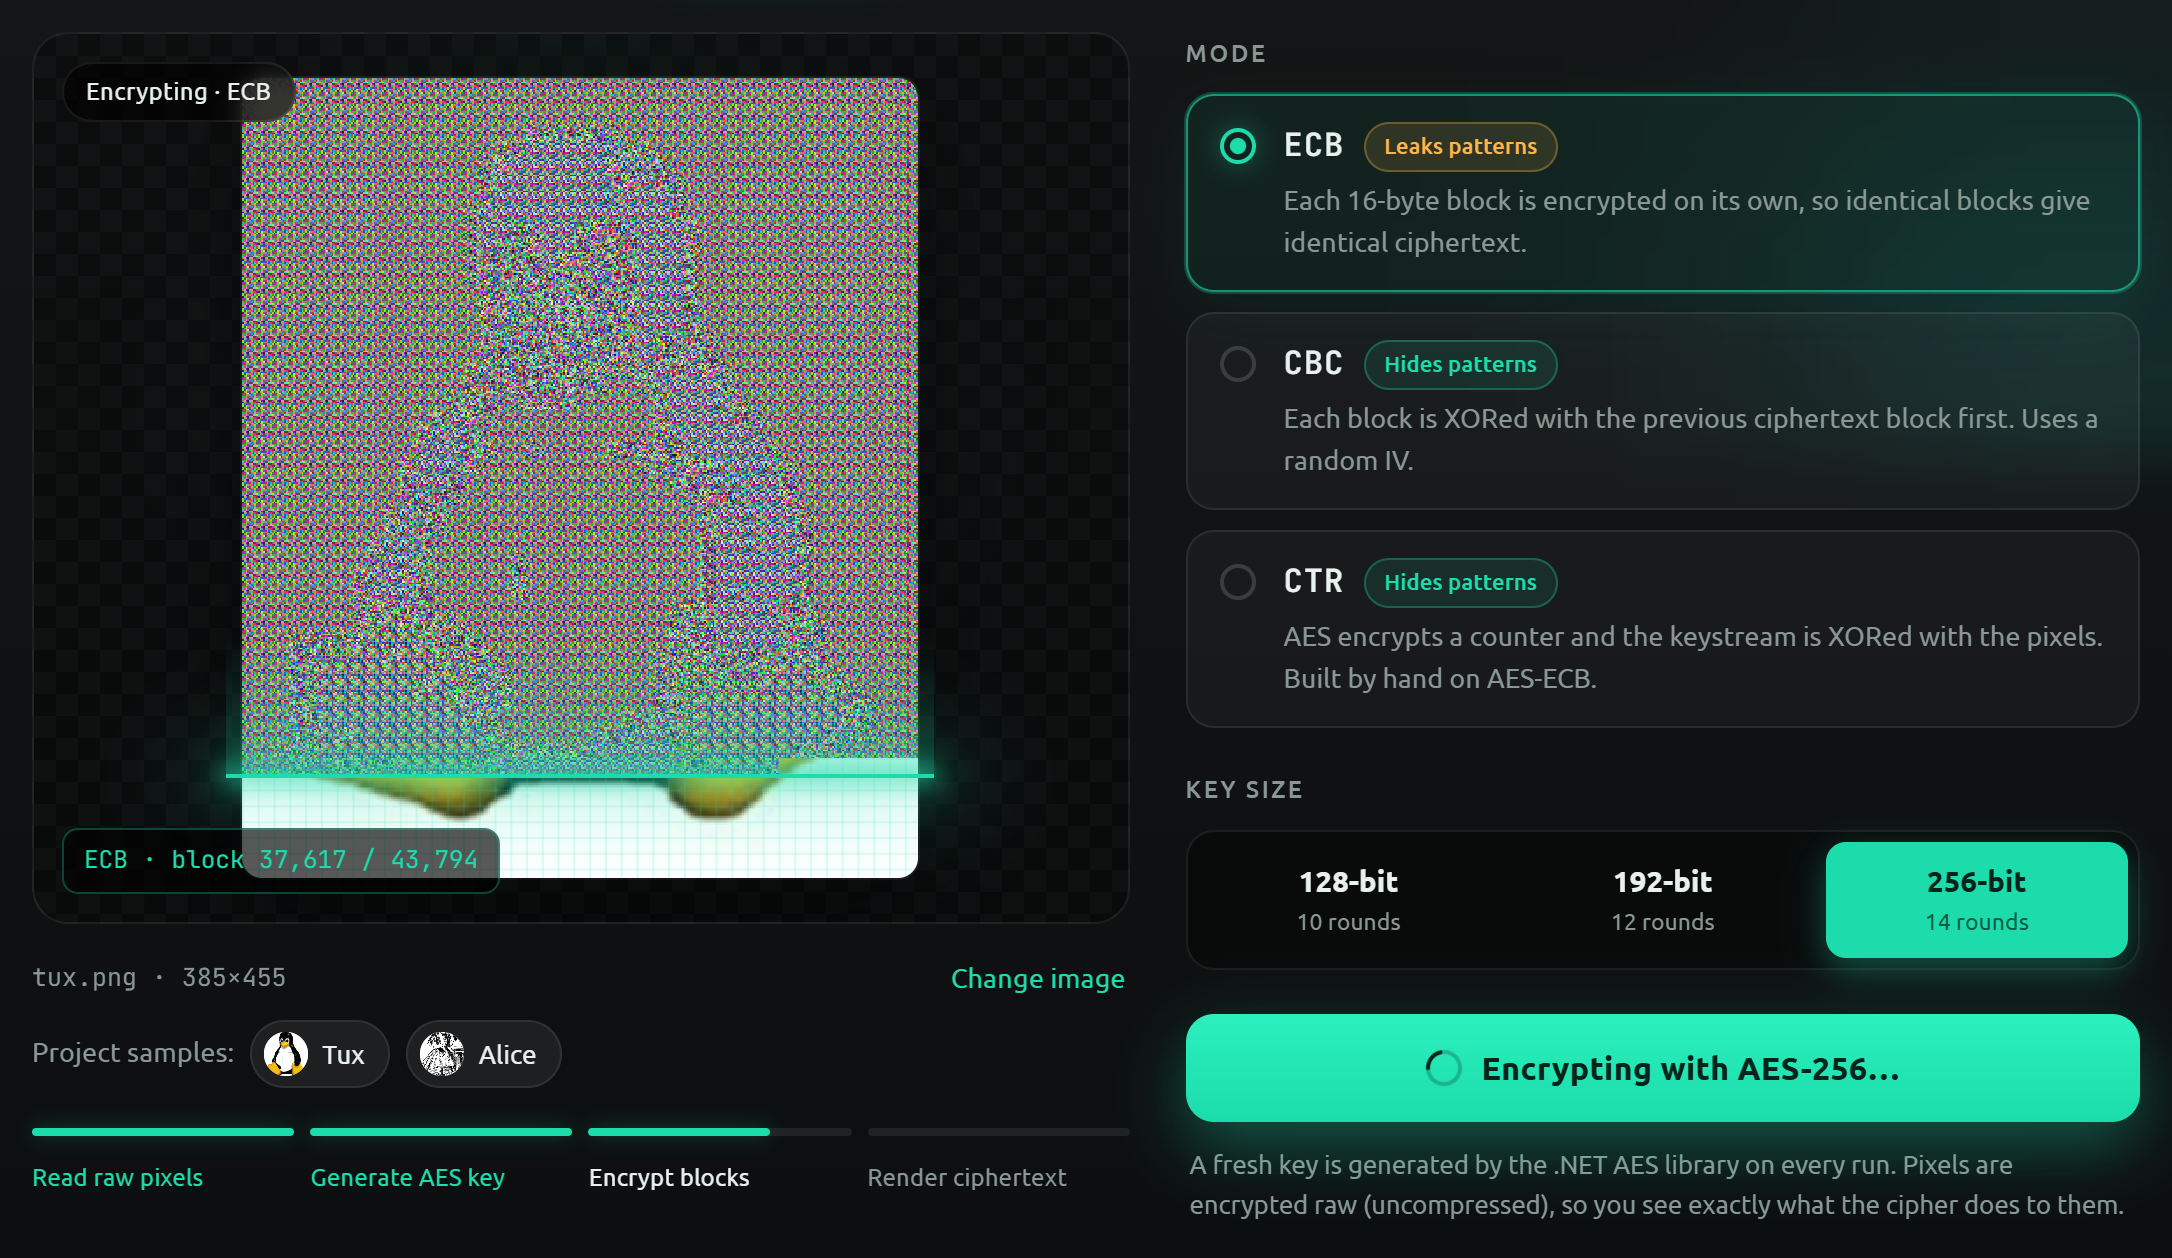 Encrypting · ECB
ECB · block 37,617 / 43,794
tux.png · 385×455
Change image
Project samples:
Tux
Alice
Read raw pixels
Generate AES key
Encrypt blocks
Render ciphertext
MODE
ECB
Leaks patterns
Each 16-byte block is encrypted on its own, so identical blocks give
identical ciphertext.
CBC
Hides patterns
Each block is XORed with the previous ciphertext block first. Uses a
random IV.
CTR
Hides patterns
AES encrypts a counter and the keystream is XORed with the pixels.
Built by hand on AES-ECB.
KEY SIZE
128-bit
10 rounds
192-bit
12 rounds
256-bit
14 rounds
Encrypting with AES-256...
A fresh key is generated by the .NET AES library on every run. Pixels are
encrypted raw (uncompressed), so you see exactly what the cipher does to them.